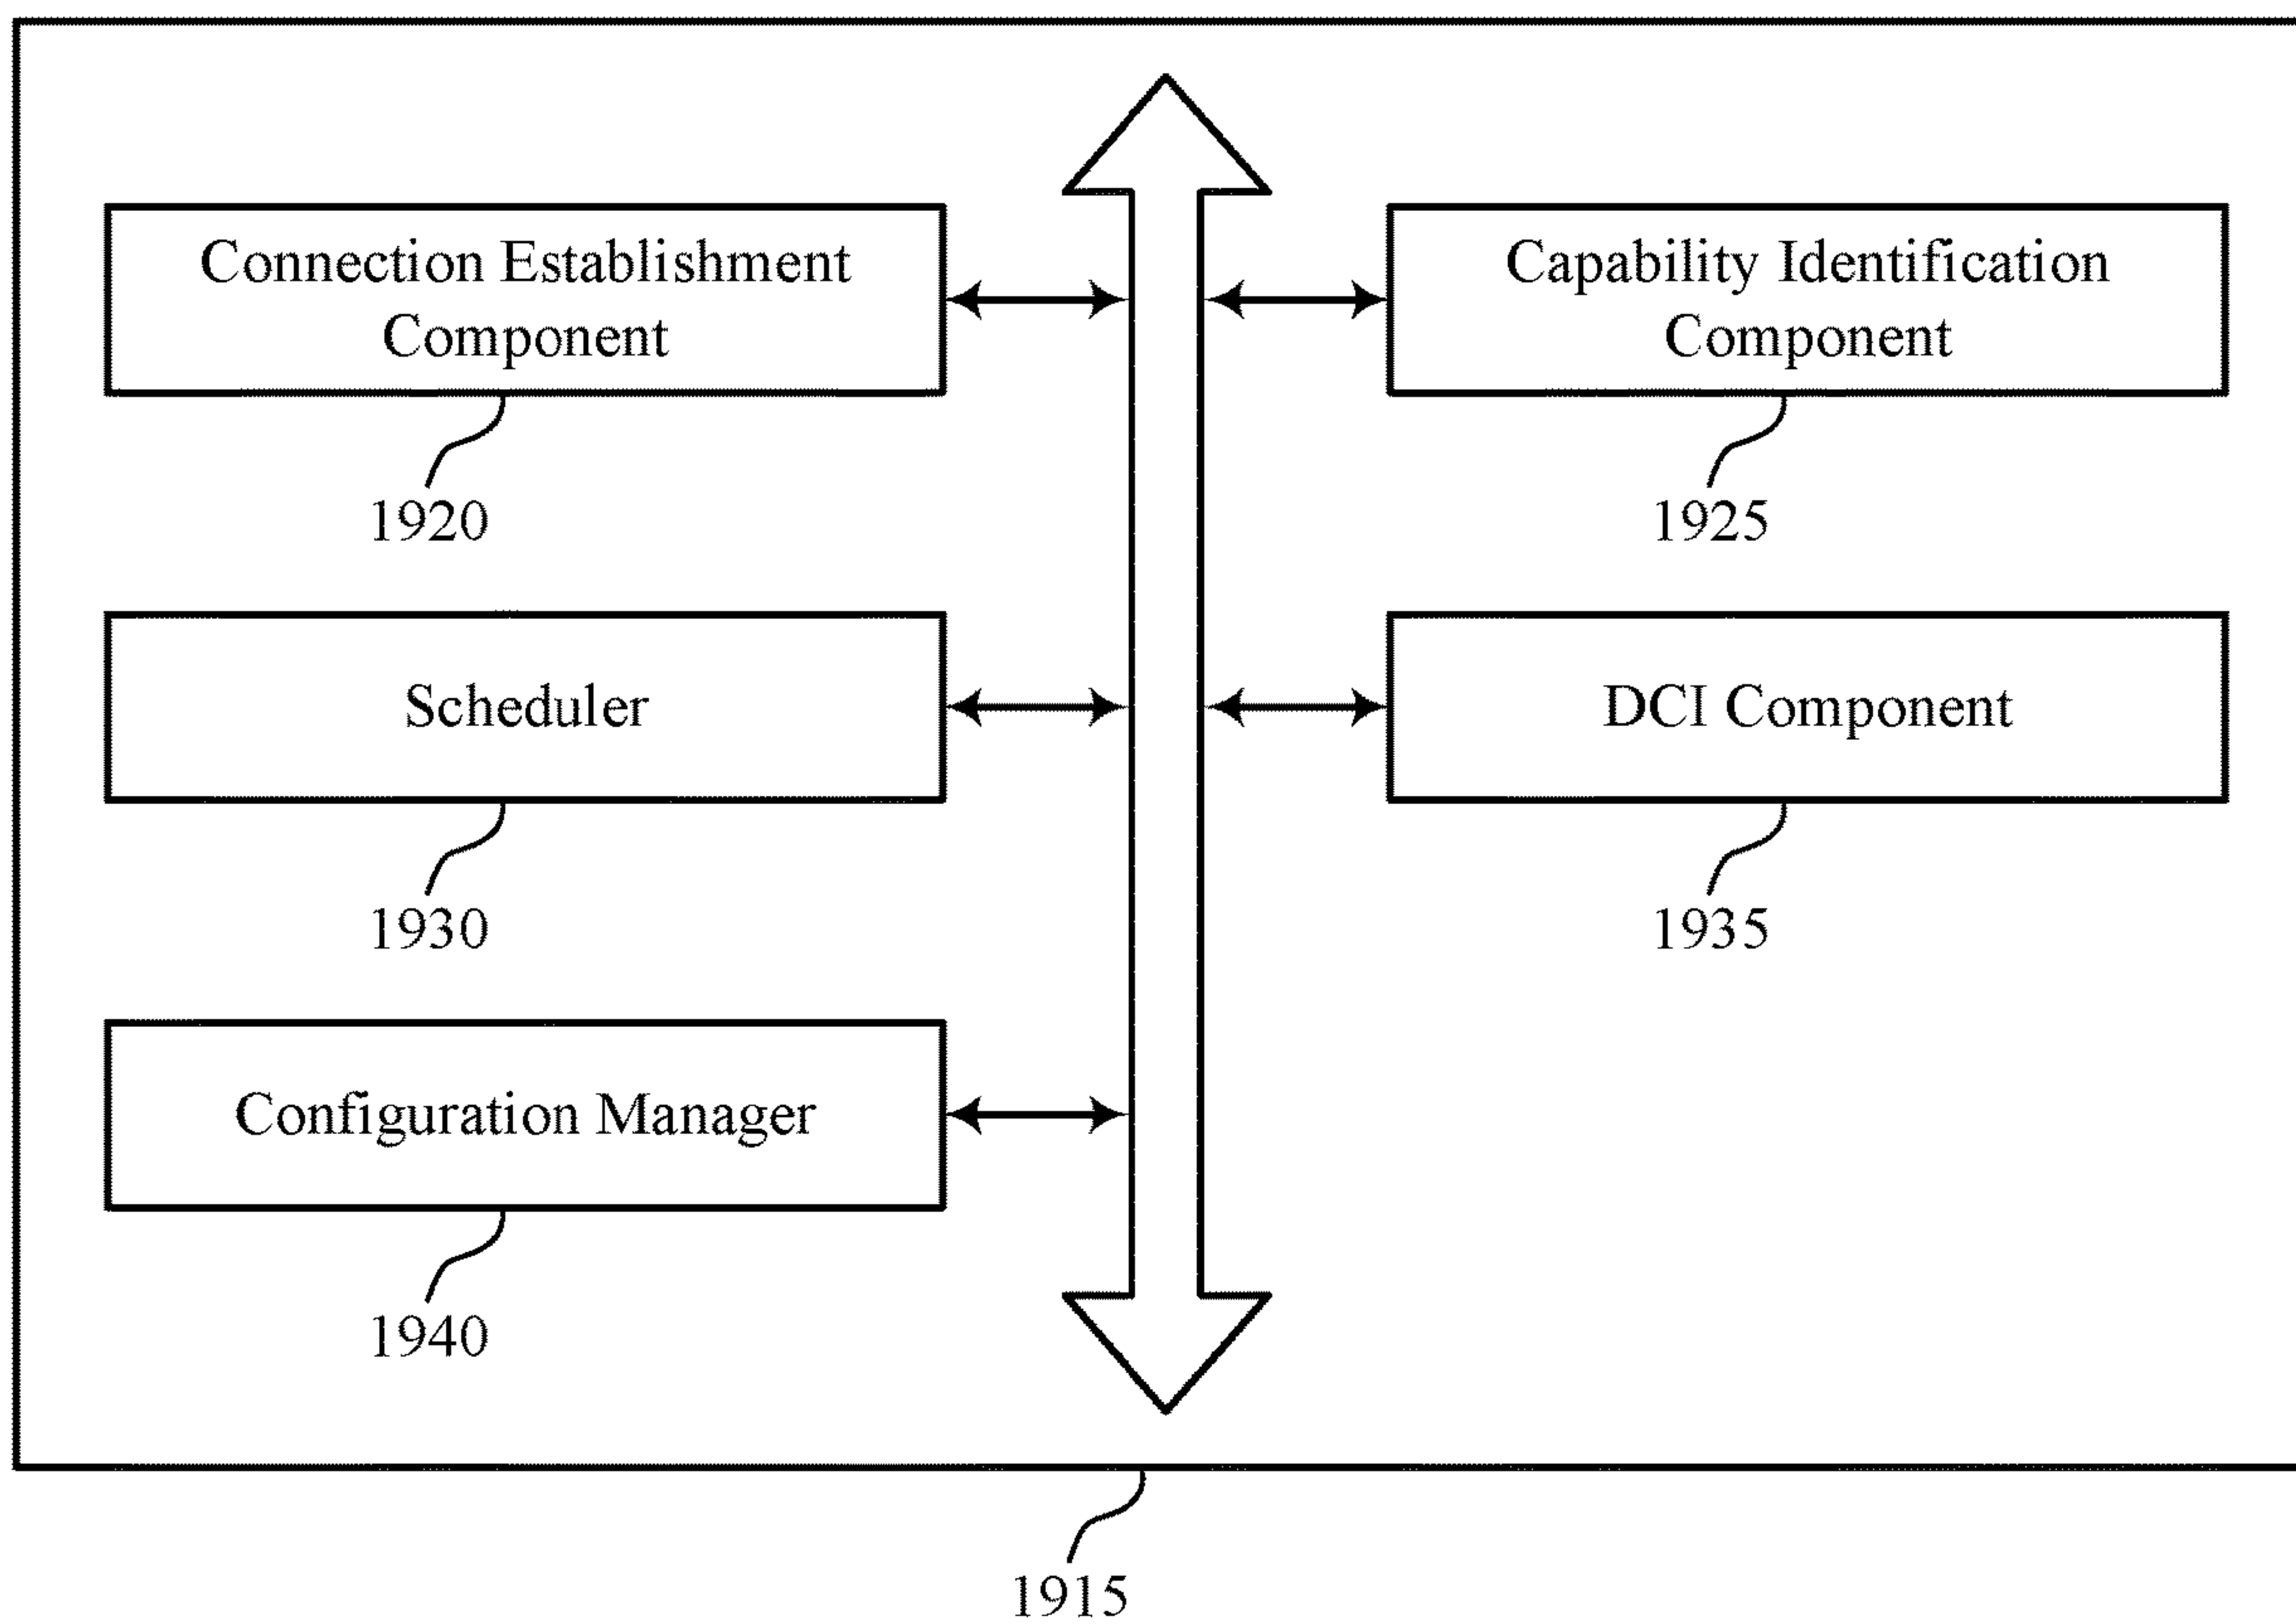 Connection Establishment
Component
1920
Capability Identification
Component
1925
Scheduler
1930
DCI Component
1935
Configuration Manager
1940
1915